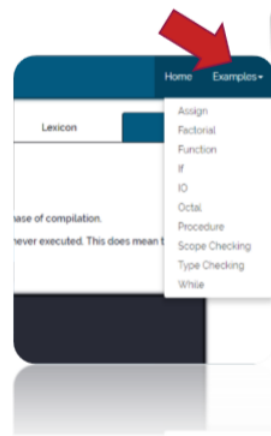 Home Examples
Lexicon
Assign
Factorial
Function
If
IO
Octal
Procedure
Scope Checking
Type Checking
While
ase of compilation.
never executed. This does mean t